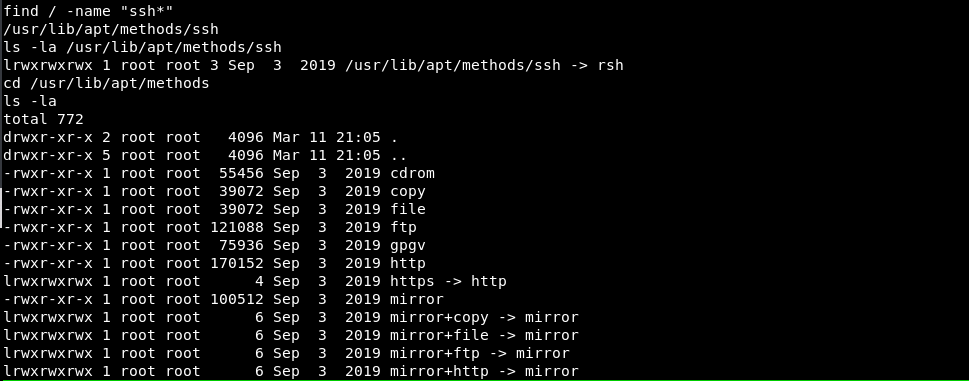 find / -name "ssh*"
/usr/lib/apt/methods/ssh
ls -la /usr/lib/apt/methods/ssh
lrwxrwxrwx 1 root root 3 Sep  3  2019 /usr/lib/apt/methods/ssh -> rsh
cd /usr/lib/apt/methods
ls -la
total 772
drwxr-xr-x 2 root root   4096 Mar 11 21:05 .
drwxr-xr-x 5 root root   4096 Mar 11 21:05 ..
-rwxr-xr-x 1 root root  55456 Sep  3  2019 cdrom
-rwxr-xr-x 1 root root  39072 Sep  3  2019 copy
-rwxr-xr-x 1 root root  39072 Sep  3  2019 file
-rwxr-xr-x 1 root root 121088 Sep  3  2019 ftp
-rwxr-xr-x 1 root root  75936 Sep  3  2019 gpgv
-rwxr-xr-x 1 root root 170152 Sep  3  2019 http
lrwxrwxrwx 1 root root      4 Sep  3  2019 https -> http
-rwxr-xr-x 1 root root 100512 Sep  3  2019 mirror
lrwxrwxrwx 1 root root      6 Sep  3  2019 mirror+copy -> mirror
lrwxrwxrwx 1 root root      6 Sep  3  2019 mirror+file -> mirror
lrwxrwxrwx 1 root root      6 Sep  3  2019 mirror+ftp -> mirror
lrwxrwxrwx 1 root root      6 Sep  3  2019 mirror+http -> mirror